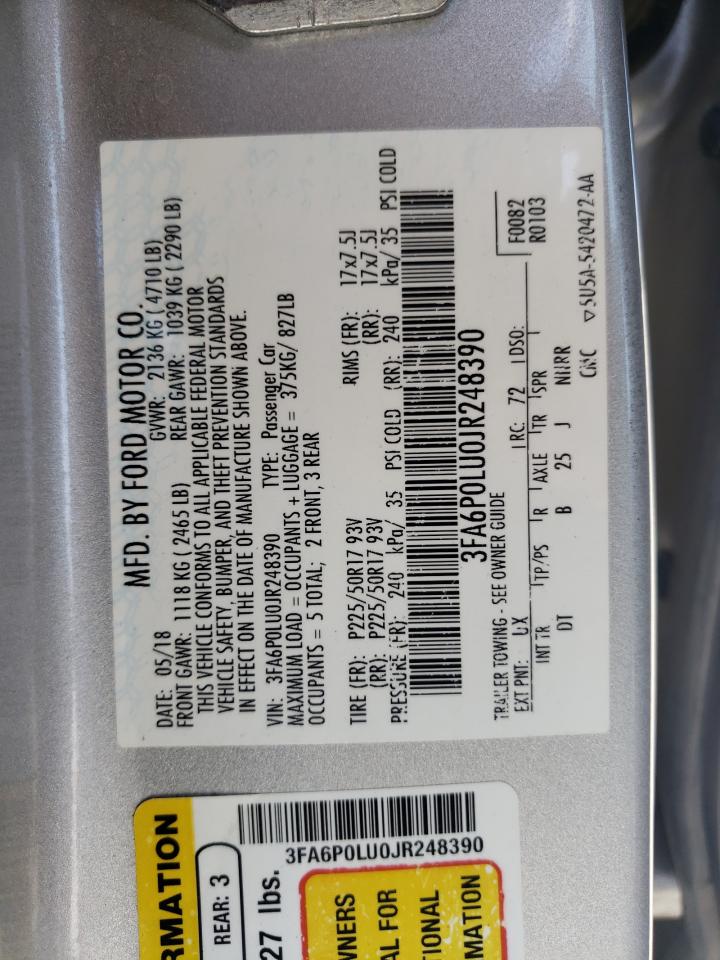 MFD. BY FORD MOTOR CO.
DATE: 05/18 GVWR: 2136 KG ( 4710 LB)
FRONT GAWR: 1118 KG ( 2465 LB) REAR GAWR: 1039 KG ( 2290 LB)
THIS VEHICLE CONFORMS TO ALL APPLICABLE FEDERAL MOTOR
VEHICLE SAFETY, BUMPER, AND THEFT PREVENTION STANDARDS
IN EFFECT ON THE DATE OF MANUFACTURE SHOWN ABOVE.
VIN: 3FA6P0LU0JR248390 TYPE: Passenger Car
MAXIMUM LOAD = OCCUPANTS + LUGGAGE = 375KG/ 827LB
OCCUPANTS = 5 TOTAL; 2 FRONT, 3 REAR
TIRE (FR): P225/50R17 93V RIMS (FR): 17x7.5J
(RR): P225/50R17 93V (RR): 17x7.5J
PRESSURE (FR): 240 kPa/ 35 PSI COLD (RR): 240 kPa/ 35 PSI COLD
3FA6P0LU0JR248390
TRAILER TOWING - SEE OWNER GUIDE
F0082
R0103
EXT PNT: UX RC: 72 DSO:
INT TR TP/PS R AXLE TR SPR
DT B 25 J NHRR
CMC ▽5U5A-5420472-AA
RMATION
REAR: 3
27 lbs.
3FA6P0LU0JR248390
WNERS
AL FOR
TIONAL
MATION